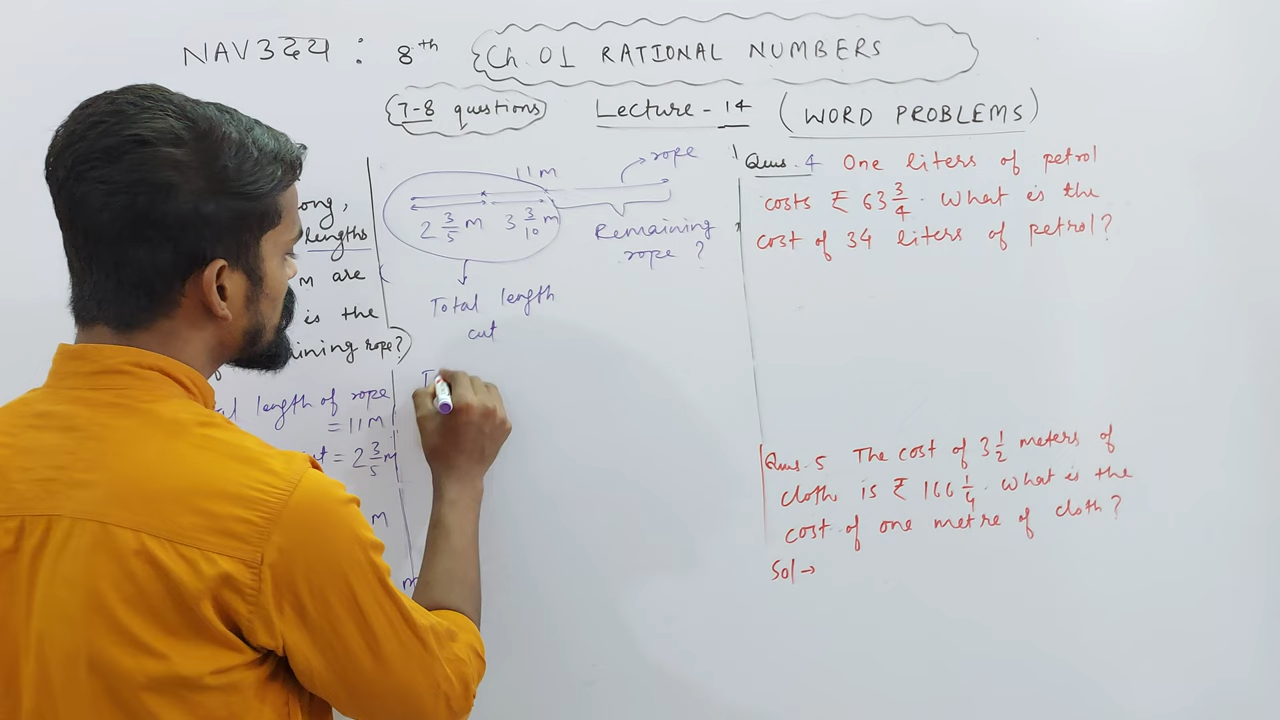 NAV3221 : 8th Ch. 01 RATIONAL NUMBERS
7-8 questions Lecture - 14 (WORD PROBLEMS)
ong,
lengths
m are
is the
ining rope?
length of rope
= 11 m
= 2 3/5 m
m
11 m
rope
2 3/5 m 3 3/10 m
Remaining
rope ?
Total length
cut
T
Ques. 4 One liters of petrol
costs ₹ 63 3/4. What is the
cost of 34 liters of petrol?
Ques. 5 The cost of 3 1/2 meters of
cloth is ₹ 166 1/4. What is the
cost of one metre of cloth?
Sol →